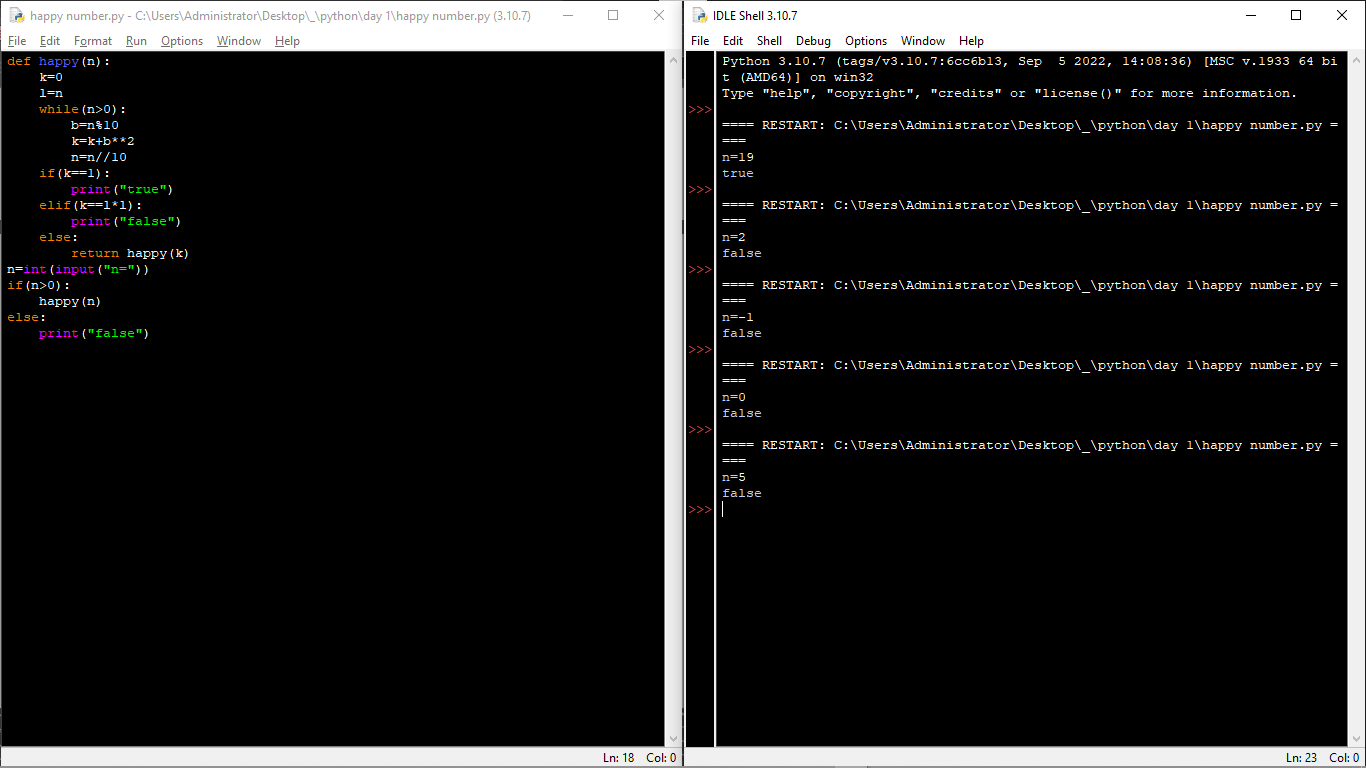 happy number.py - C:\Users\Administrator\Desktop\_\python\day 1\happy number.py (3.10.7)
File Edit Format Run Options Window Help
def happy(n):
    k=0
    l=n
    while(n>0):
        b=n%10
        k=k+b**2
        n=n//10
    if(k==1):
        print("true")
    elif(k==l*l):
        print("false")
    else:
        return happy(k)
n=int(input("n="))
if(n>0):
    happy(n)
else:
    print("false")
Ln: 18 Col: 0
IDLE Shell 3.10.7
File Edit Shell Debug Options Window Help
Python 3.10.7 (tags/v3.10.7:6cc6b13, Sep  5 2022, 14:08:36) [MSC v.1933 64 bi
t (AMD64)] on win32
Type "help", "copyright", "credits" or "license()" for more information.
>>>
==== RESTART: C:\Users\Administrator\Desktop\_\python\day 1\happy number.py =
===
n=19
true
>>>
==== RESTART: C:\Users\Administrator\Desktop\_\python\day 1\happy number.py =
===
n=2
false
>>>
==== RESTART: C:\Users\Administrator\Desktop\_\python\day 1\happy number.py =
===
n=-1
false
>>>
==== RESTART: C:\Users\Administrator\Desktop\_\python\day 1\happy number.py =
===
n=0
false
>>>
==== RESTART: C:\Users\Administrator\Desktop\_\python\day 1\happy number.py =
===
n=5
false
>>>
Ln: 23 Col: 0